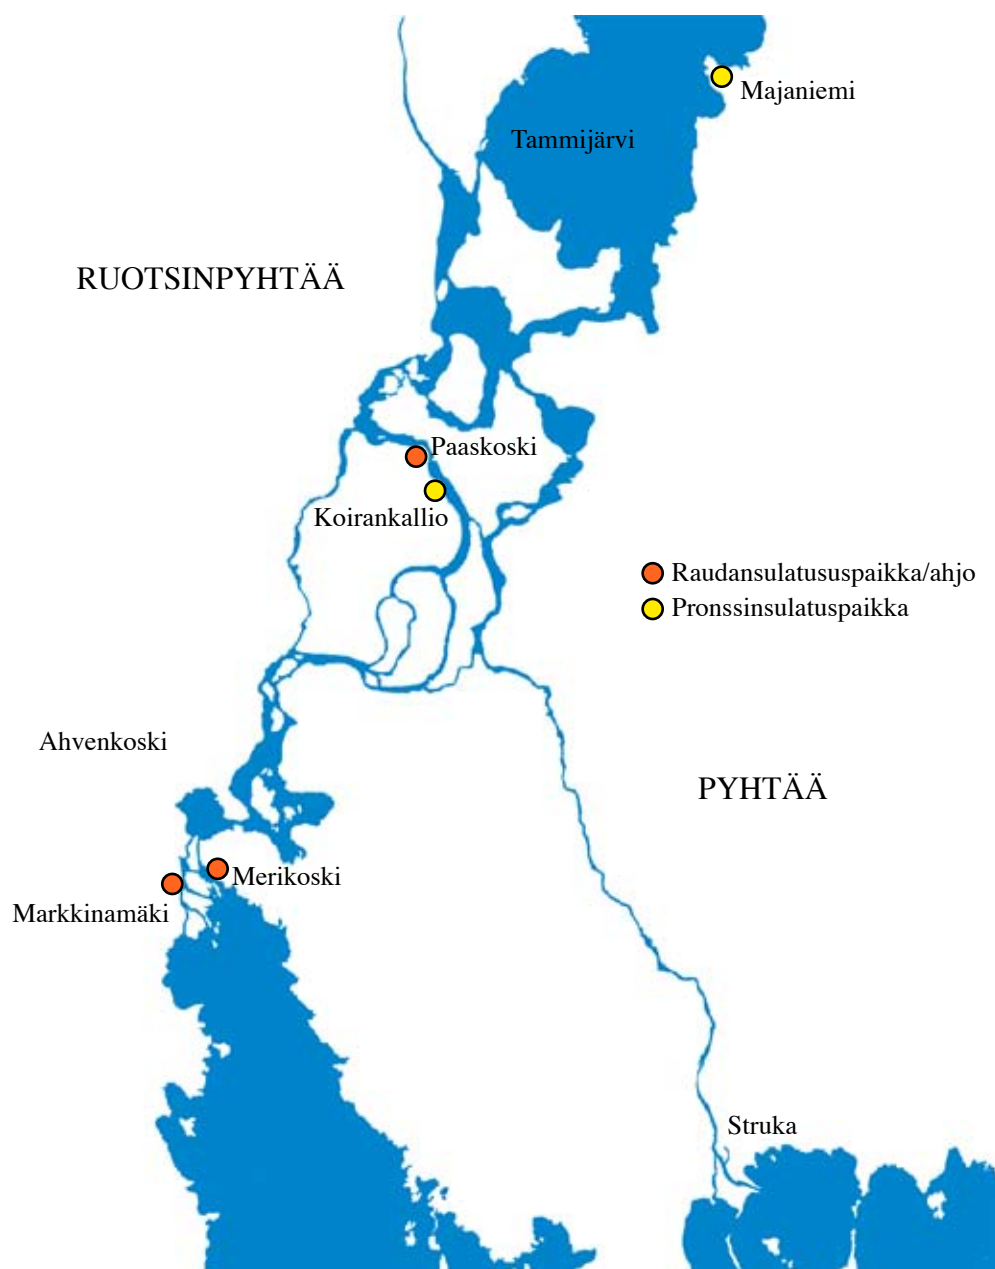 Majaniemi
Tammijärvi
RUOTSINPYHTÄÄ
Paaskoski
Koirankallio
Raudansulatususpaikka/ahjo
Pronssinsulatuspaikka
Ahvenkoski
PYHTÄÄ
Merikoski
Markkinamäki
Struka